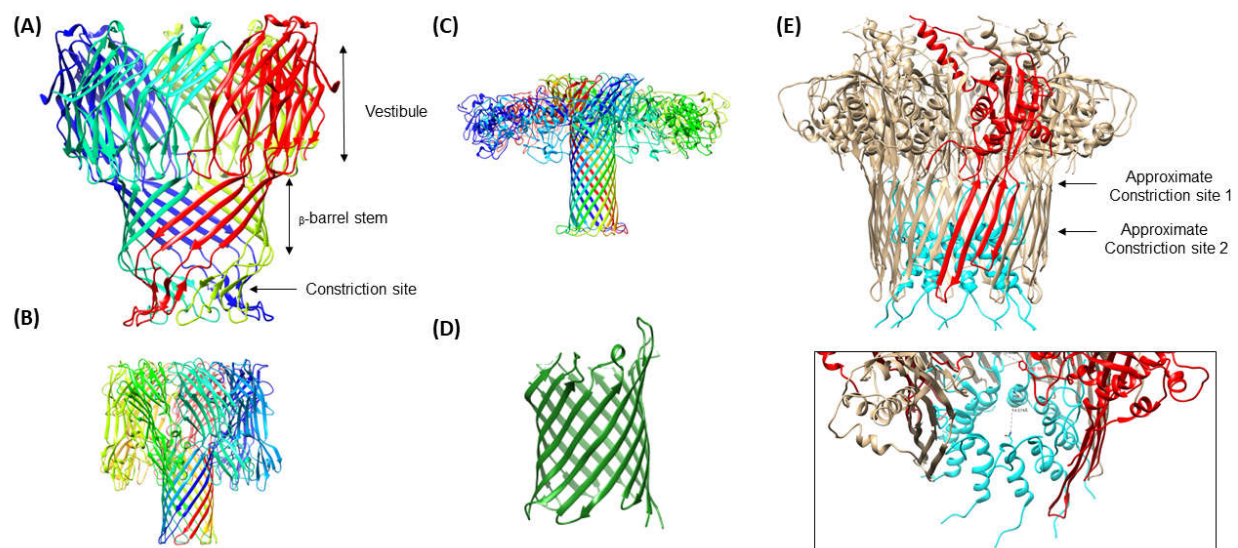 (A)
Vestibule
β-barrel stem
Constriction site
(B)
(C)
(D)
(E)
Approximate
Constriction site 1
Approximate
Constriction site 2